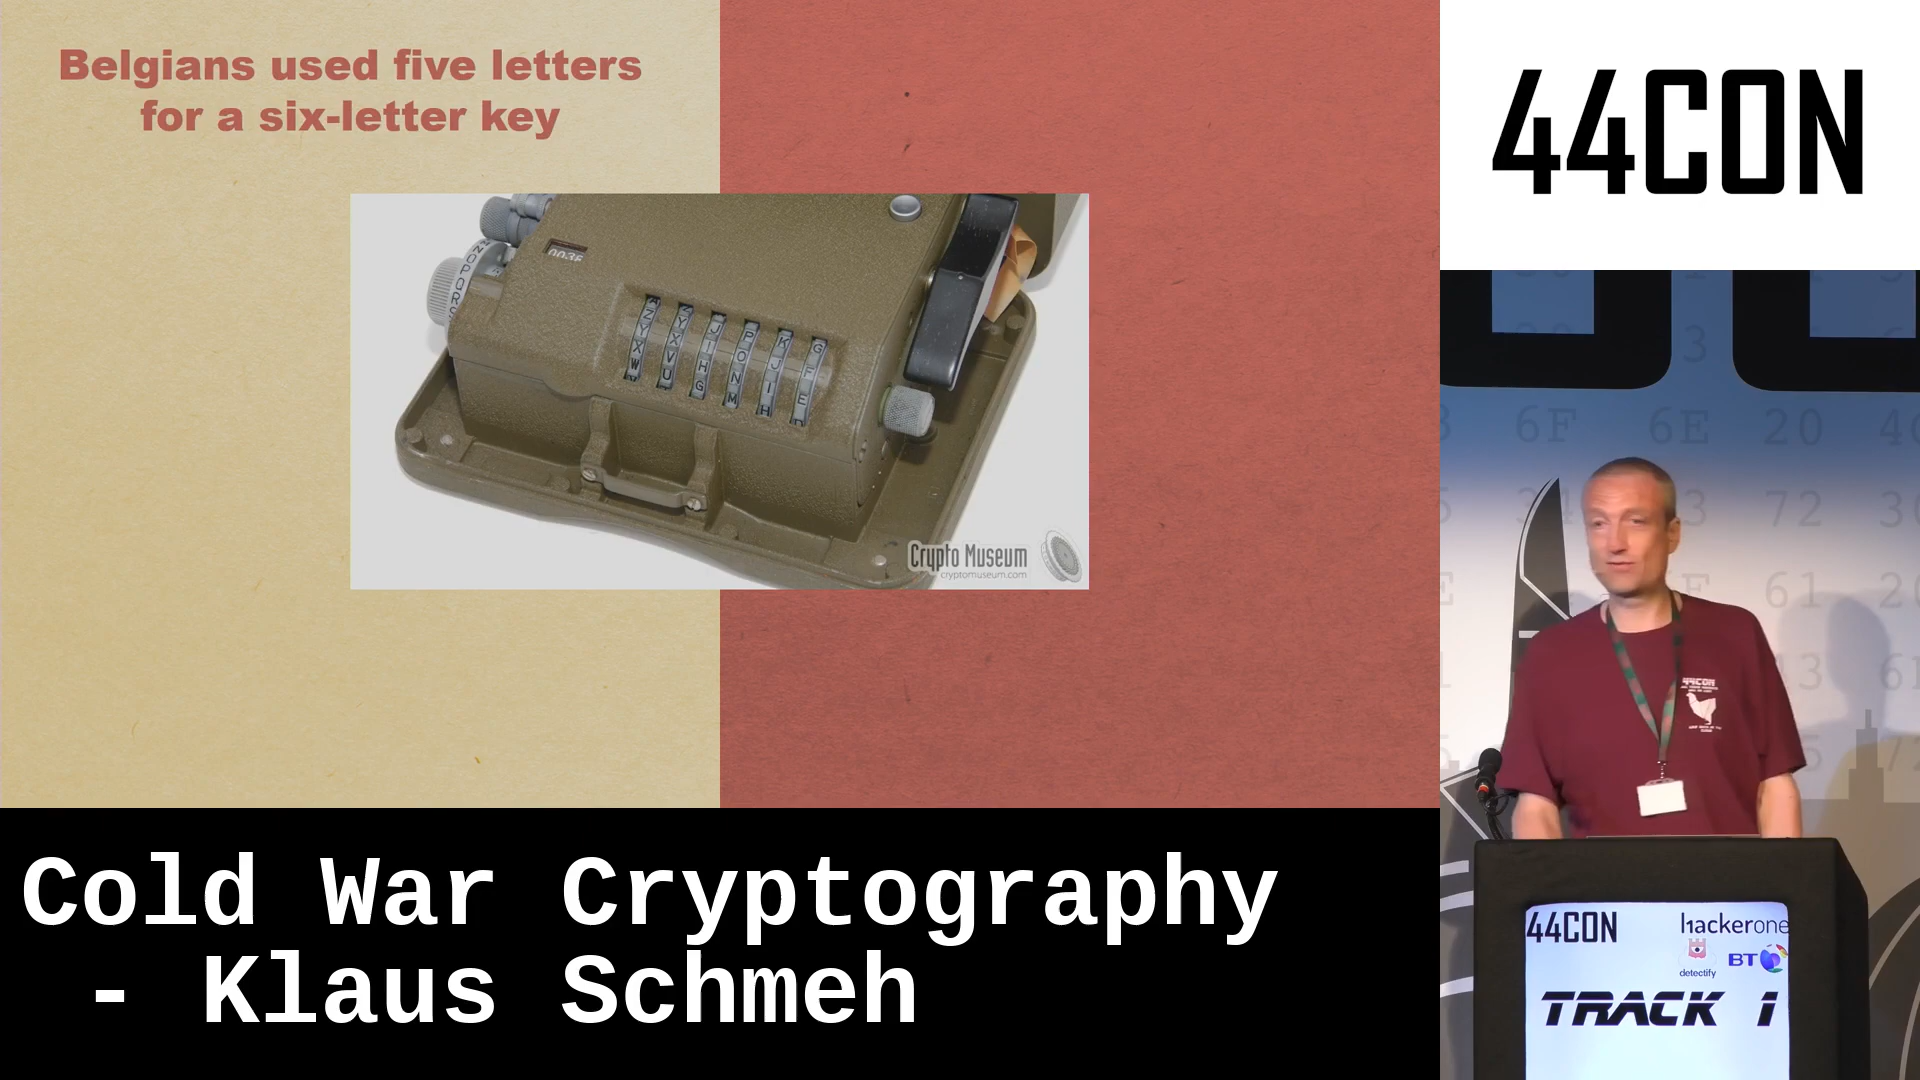 Belgians used five letters
for a six-letter key
Crypto Museum
cryptomuseum.com
Cold War Cryptography
- Klaus Schmeh
44CON
6F 6E 20
72
61
44CON
44CON
hackerone
detectify
BT
TRACK 1